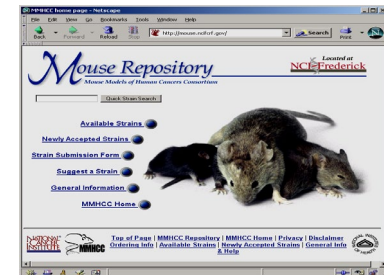 MMHCC home page - Netscape
File Edit View Go Bookmarks Tools Window Help
Back Forward Reload Stop http://mouse.ncifcrf.gov/ Search Print
Mouse Repository
Mouse Models of Human Cancers Consortium
Located at
NCI-Frederick
Quick Strain Search
Available Strains
Newly Accepted Strains
Strain Submission Form
Suggest a Strain
General Information
MMHCC Home
NATIONAL CANCER INSTITUTE
MMHCC
Top of Page | MMHCC Repository | MMHCC Home | Privacy | Disclaimer
Ordering Info | Available Strains | Newly Accepted Strains | General Info
& Help